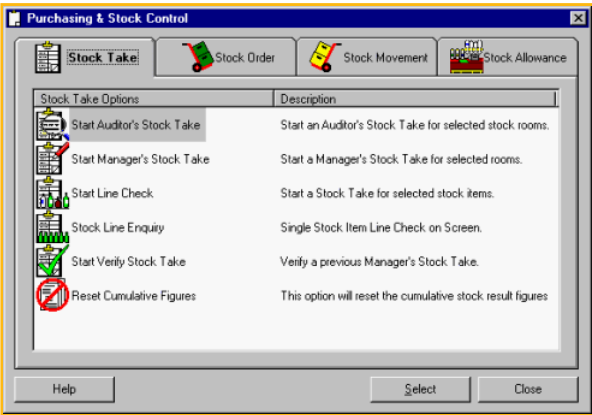 Purchasing & Stock Control
Stock Take Stock Order Stock Movement Stock Allowance
Stock Take Options Description
Start Auditor's Stock Take Start an Auditor's Stock Take for selected stock rooms.
Start Manager's Stock Take Start a Manager's Stock Take for selected rooms.
Start Line Check Start a Stock Take for selected stock items.
Stock Line Enquiry Single Stock Item Line Check on Screen.
Start Verify Stock Take Verify a previous Manager's Stock Take.
Reset Cumulative Figures This option will reset the cumulative stock result figures
Help Select Close